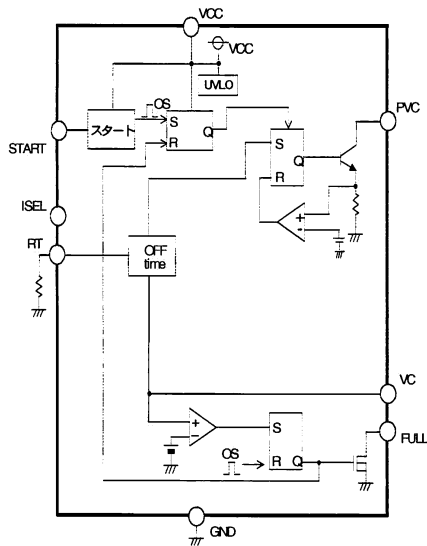 VCC
VCC
UVLO
OS
スタート
S
R
Q
PVC
START
S
R
Q
+
-
ISEL
RT
OFF
time
VC
+
-
S
R
Q
OS
FULL
GND